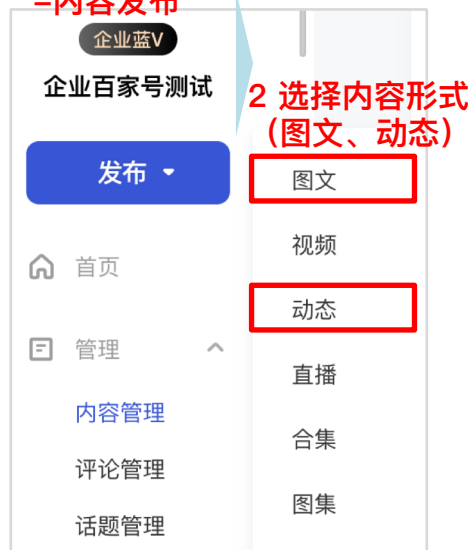 =内容发布
企业蓝V
企业百家号测试
发布
首页
管理
内容管理
评论管理
话题管理
2 选择内容形式
（图文、动态）
图文
视频
动态
直播
合集
图集